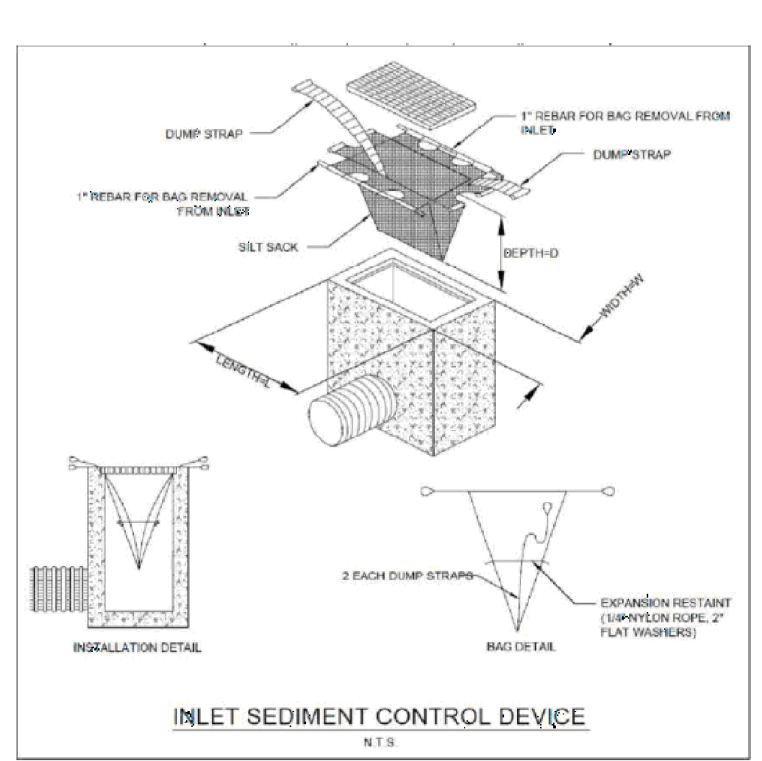 1" REBAR FOR BAG REMOVAL FROM
INLET
DUMP STRAP
DUMP STRAP
1" REBAR FOR BAG REMOVAL
FROM INLET
SILT SACK
DEPTH=D
WIDTH=W
LENGTH=L
2 EACH DUMP STRAPS
EXPANSION RESTAINT
(1/4" NYLON ROPE, 2"
FLAT WASHERS)
INSTALLATION DETAIL
BAG DETAIL
INLET SEDIMENT CONTROL DEVICE
N.T.S.